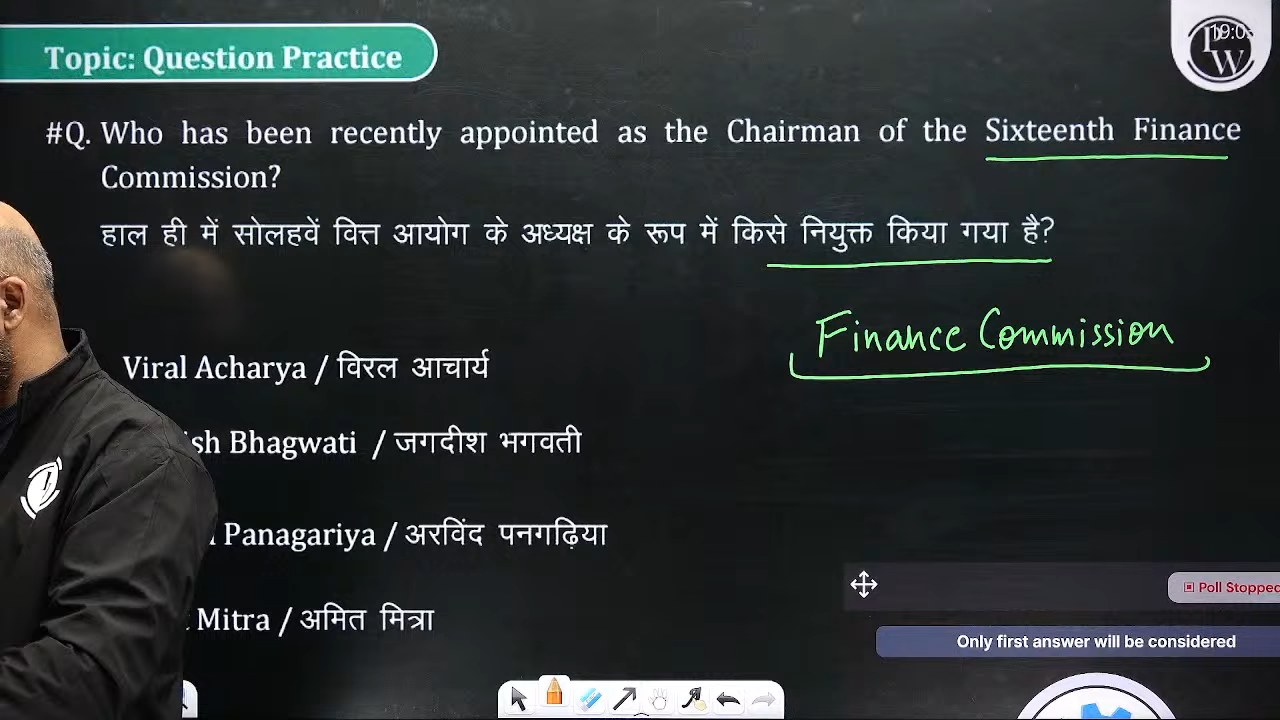 Topic: Question Practice
#Q. Who has been recently appointed as the Chairman of the Sixteenth Finance
Commission?
हाल ही में सोलहवें वित्त आयोग के अध्यक्ष के रूप में किसे नियुक्त किया गया है?
Finance Commission
Viral Acharya / विरल आचार्य
Bhagwati / जगदीश भगवती
Panagariya / अरविंद पनगढ़िया
Mitra / अमित मित्रा
Poll Stopped
Only first answer will be considered